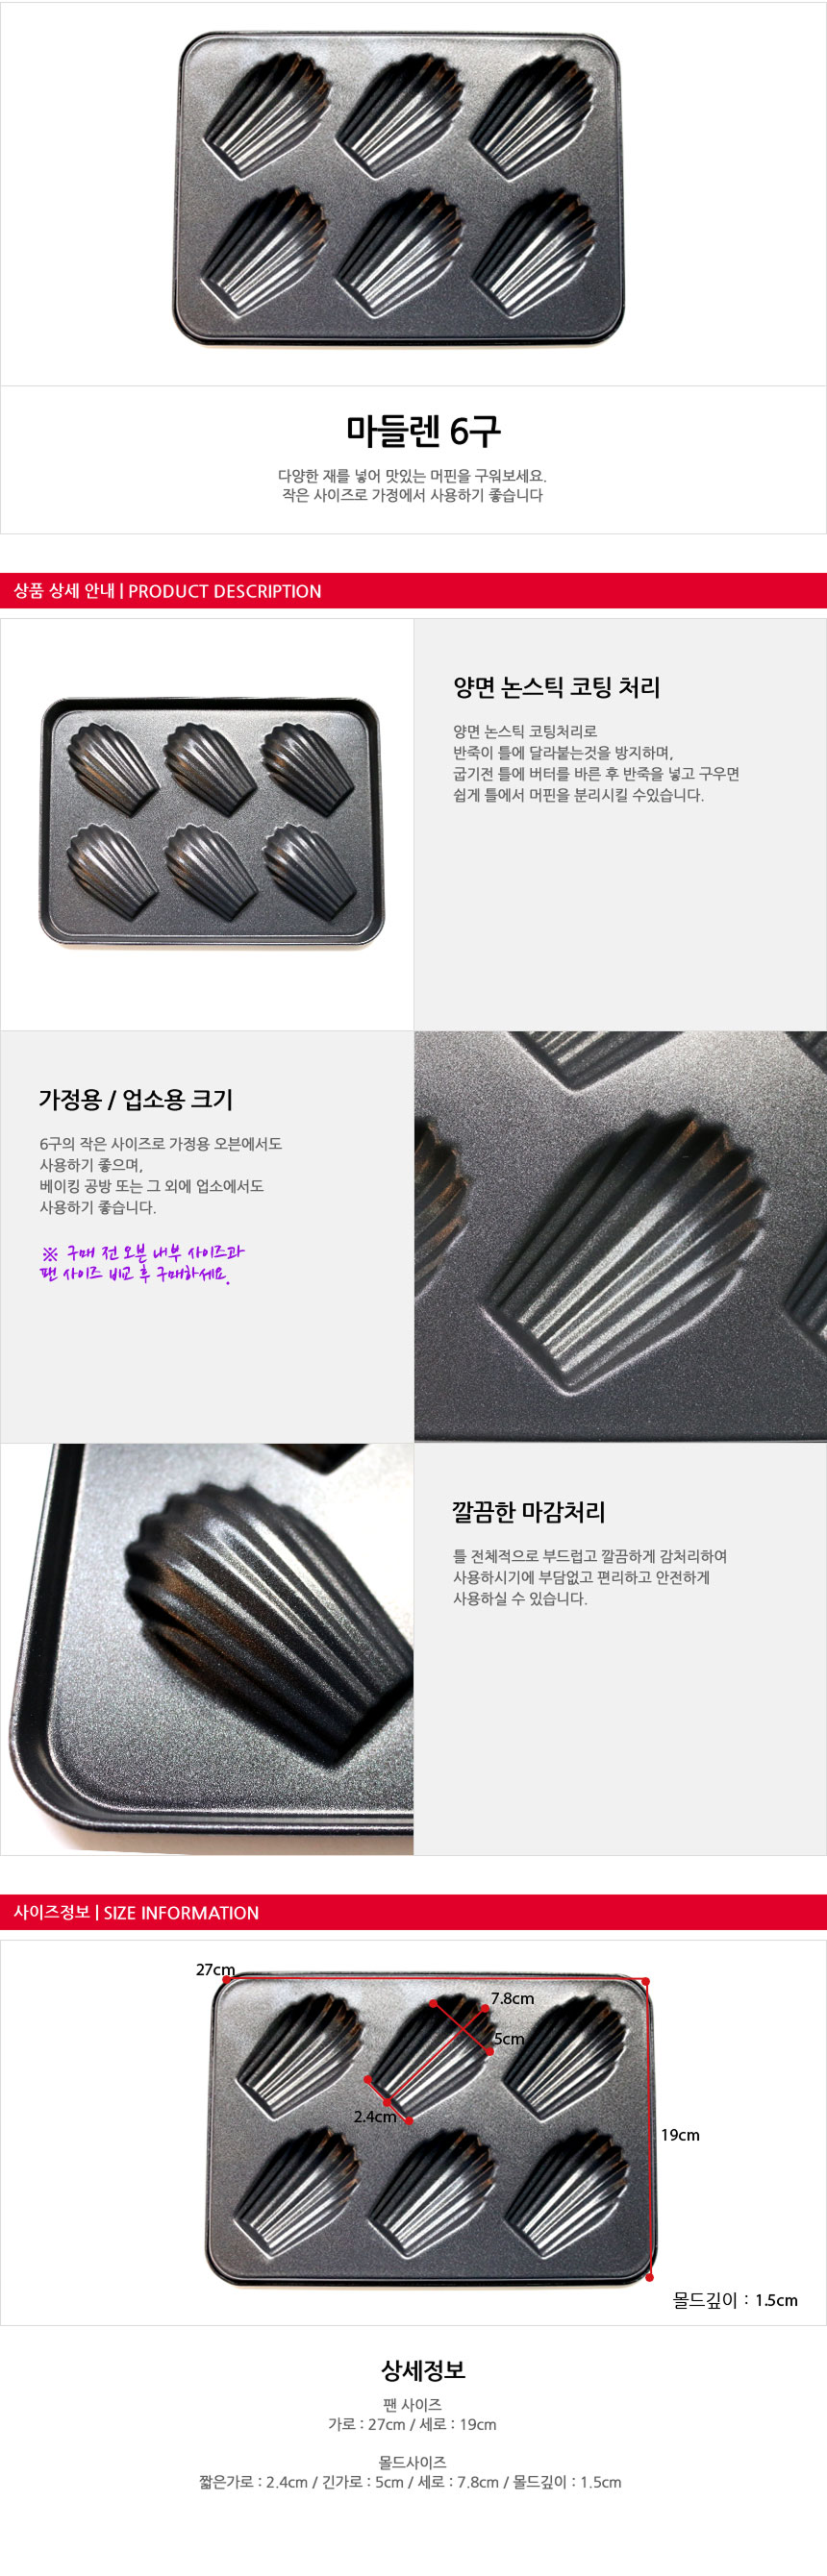 마들렌 6구
다양한 재를 넣어 맛있는 머핀을 구워보세요.
작은 사이즈로 가정에서 사용하기 좋습니다
상품 상세 안내 | PRODUCT DESCRIPTION
양면 논스틱 코팅 처리
양면 논스틱 코팅처리로
반죽이 틀에 달라붙는것을 방지하며,
굽기전 틀에 버터를 바른 후 반죽을 넣고 구우면
쉽게 틀에서 머핀을 분리시킬 수있습니다.
가정용 / 업소용 크기
6구의 작은 사이즈로 가정용 오븐에서도
사용하기 좋으며,
베이킹 공방 또는 그 외에 업소에서도
사용하기 좋습니다.
※ 구매 전 오븐 내부 사이즈과
팬 사이즈 비교 후 구매하세요.
깔끔한 마감처리
틀 전체적으로 부드럽고 깔끔하게 감처리하여
사용하시기에 부담없고 편리하고 안전하게
사용하실 수 있습니다.
사이즈정보 | SIZE INFORMATION
27cm
7.8cm
5cm
2.4cm
19cm
몰드깊이 : 1.5cm
상세정보
팬 사이즈
가로 : 27cm / 세로 : 19cm
몰드사이즈
짧은가로 : 2.4cm / 긴가로 : 5cm / 세로 : 7.8cm / 몰드깊이 : 1.5cm